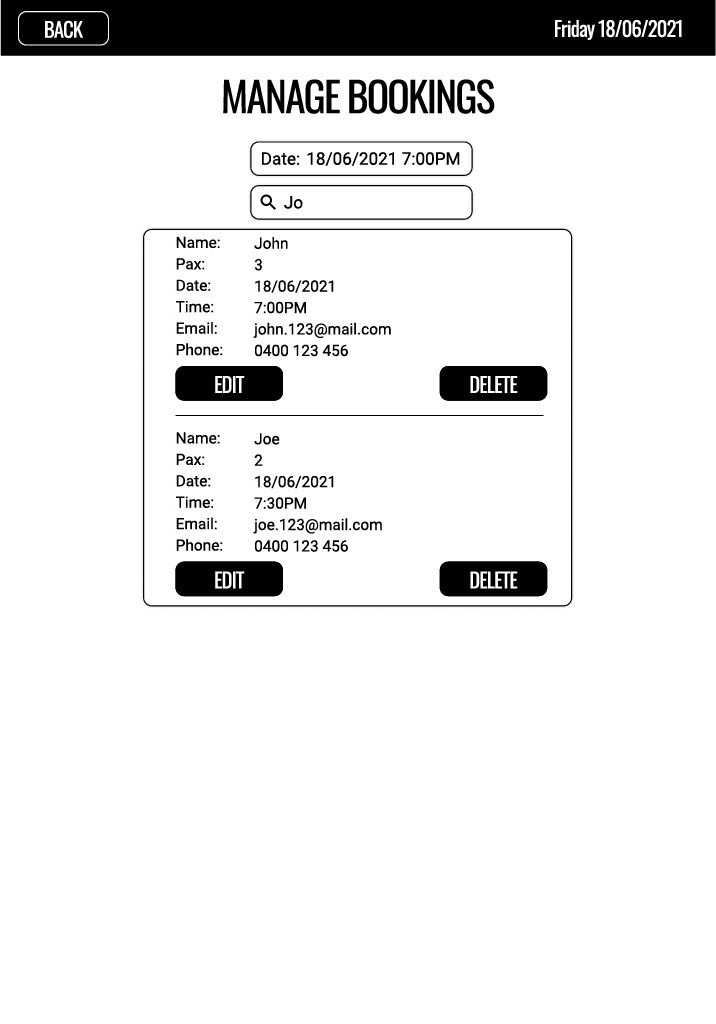 BACK Friday 18/06/2021
MANAGE BOOKINGS
Date: 18/06/2021 7:00PM
Jo
Name: John
Pax: 3
Date: 18/06/2021
Time: 7:00PM
Email: john.123@mail.com
Phone: 0400 123 456
EDIT DELETE
Name: Joe
Pax: 2
Date: 18/06/2021
Time: 7:30PM
Email: joe.123@mail.com
Phone: 0400 123 456
EDIT DELETE